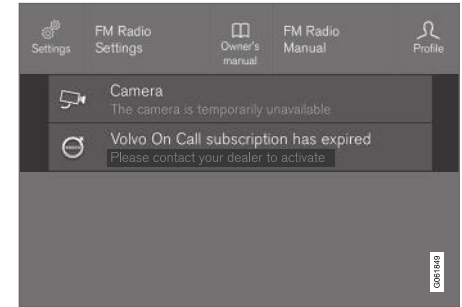 Settings
FM Radio
Settings
Owner's
manual
FM Radio
Manual
Profile
Camera
The camera is temporarily unavailable
Volvo On Call subscription has expired
Please contact your dealer to activate
G061849